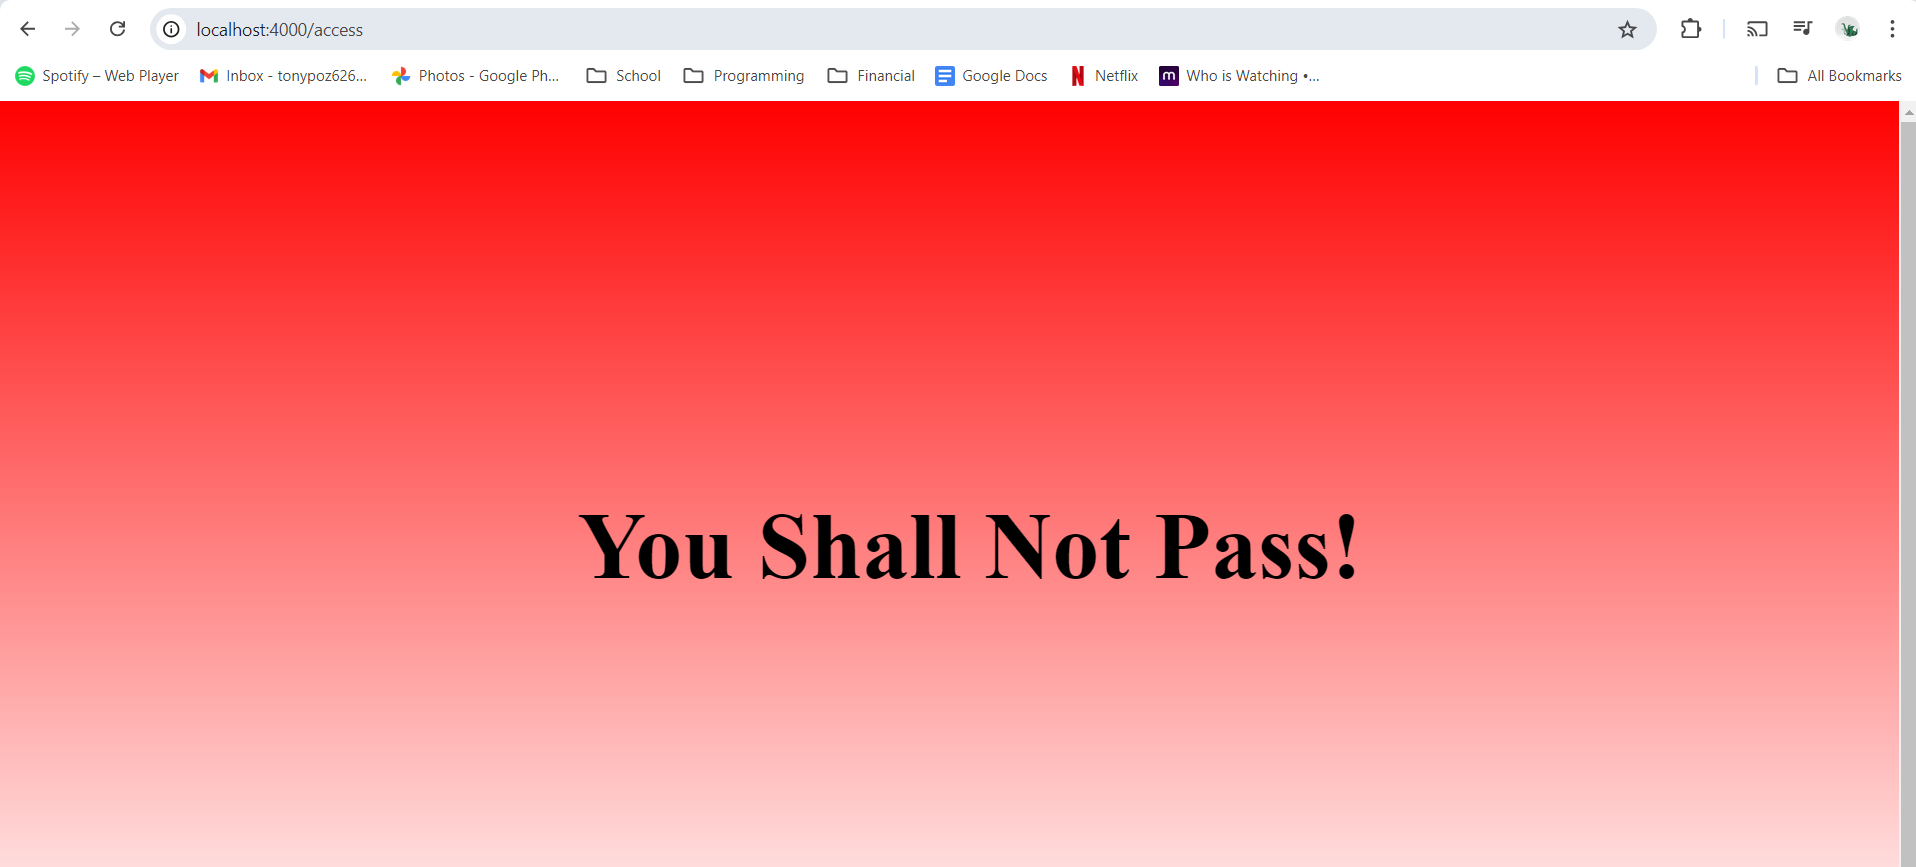 localhost:4000/access
Spotify – Web Player Inbox - tonypoz626... Photos - Google Ph... School Programming Financial Google Docs Netflix Who is Watching •... All Bookmarks
You Shall Not Pass!